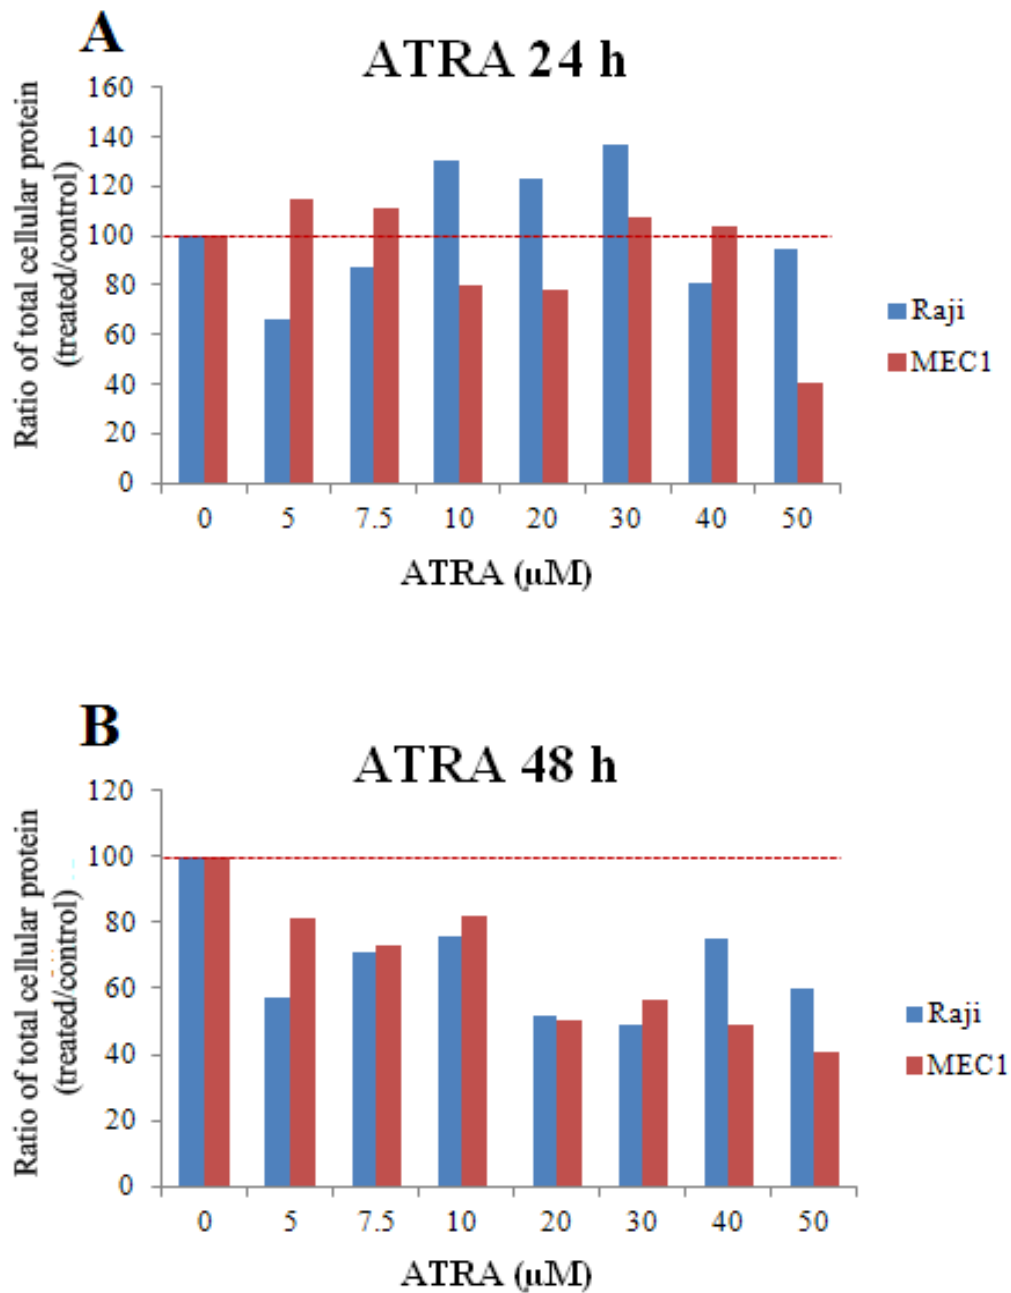 A
ATRA 24 h
Ratio of total cellular protein
(treated/control)
160
140
120
100
80
60
40
20
0
0 5 7.5 10 20 30 40 50
ATRA (µM)
Raji
MEC1
B
ATRA 48 h
Ratio of total cellular protein
(treated/control)
120
100
80
60
40
20
0
0 5 7.5 10 20 30 40 50
ATRA (µM)
Raji
MEC1